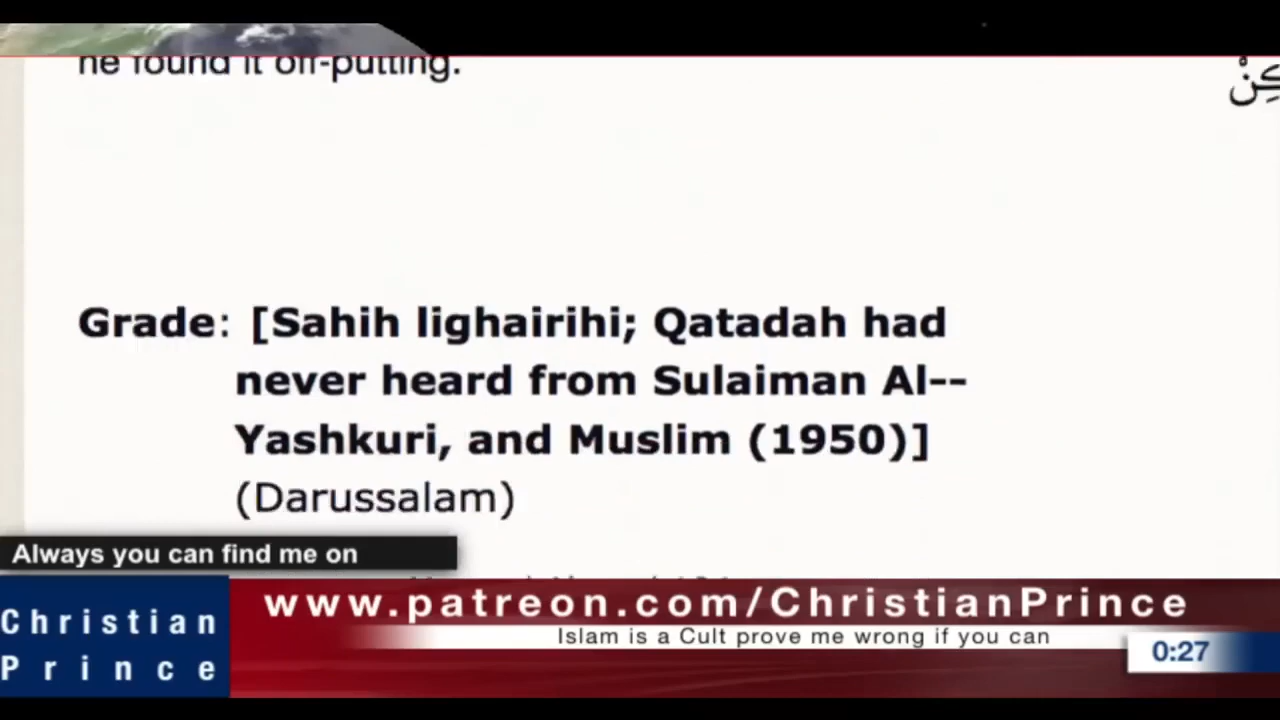 he found it off-putting.
كِنْ
Grade: [Sahih lighairihi; Qatadah had
never heard from Sulaiman Al--
Yashkuri, and Muslim (1950)]
(Darussalam)
Always you can find me on
Christian
Prince
www.patreon.com/ChristianPrince
Islam is a Cult prove me wrong if you can
0:27